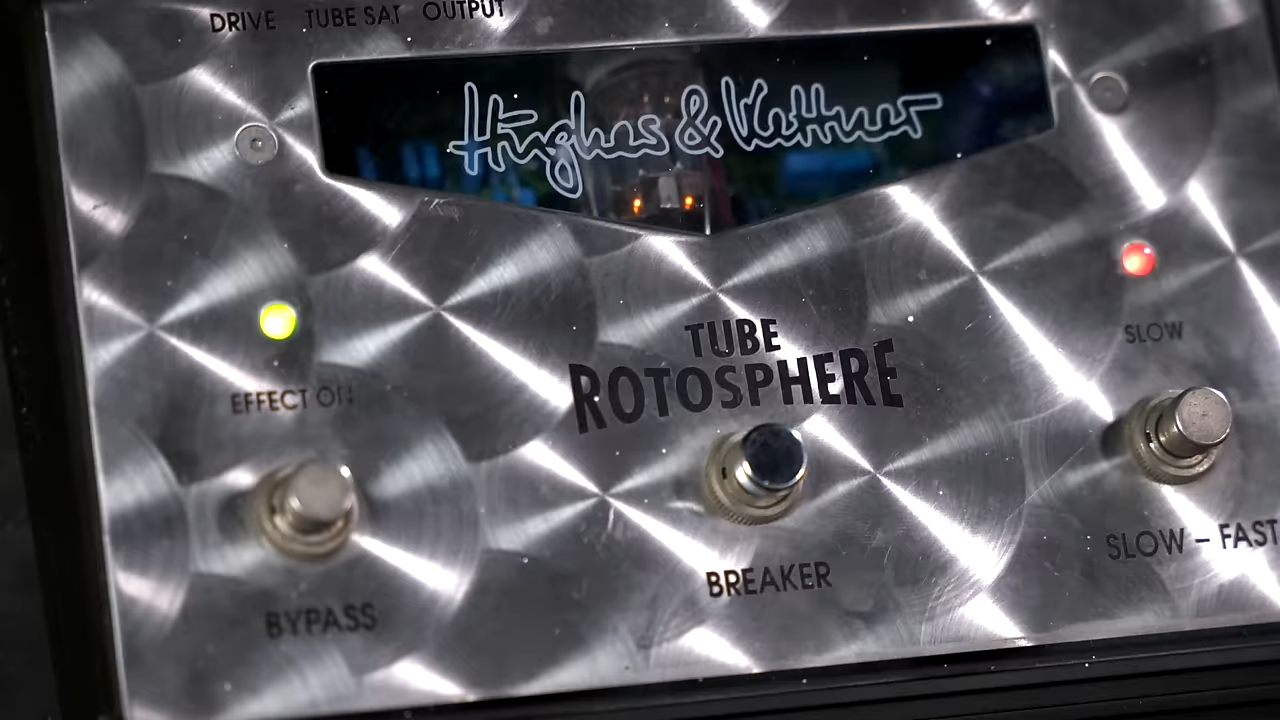 DRIVE TUBE SAT OUTPUT
Hughes & Kettner
TUBE
ROTOSPHERE
SLOW
EFFECT ON
BREAKER
SLOW – FAST
BYPASS